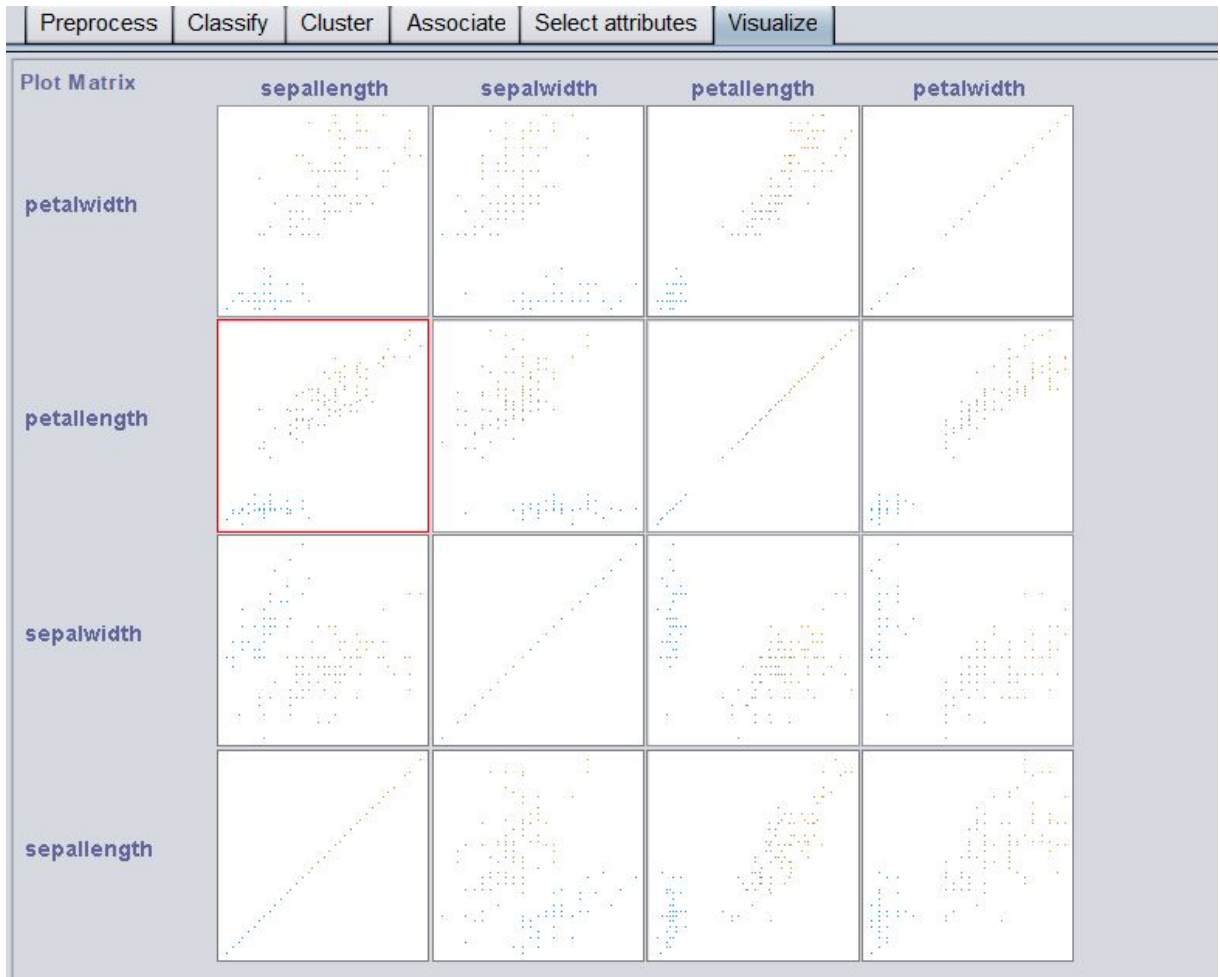 Preprocess Classify Cluster Associate Select attributes Visualize
Plot Matrix sepallength sepalwidth petallength petalwidth
petalwidth
petallength
sepalwidth
sepallength